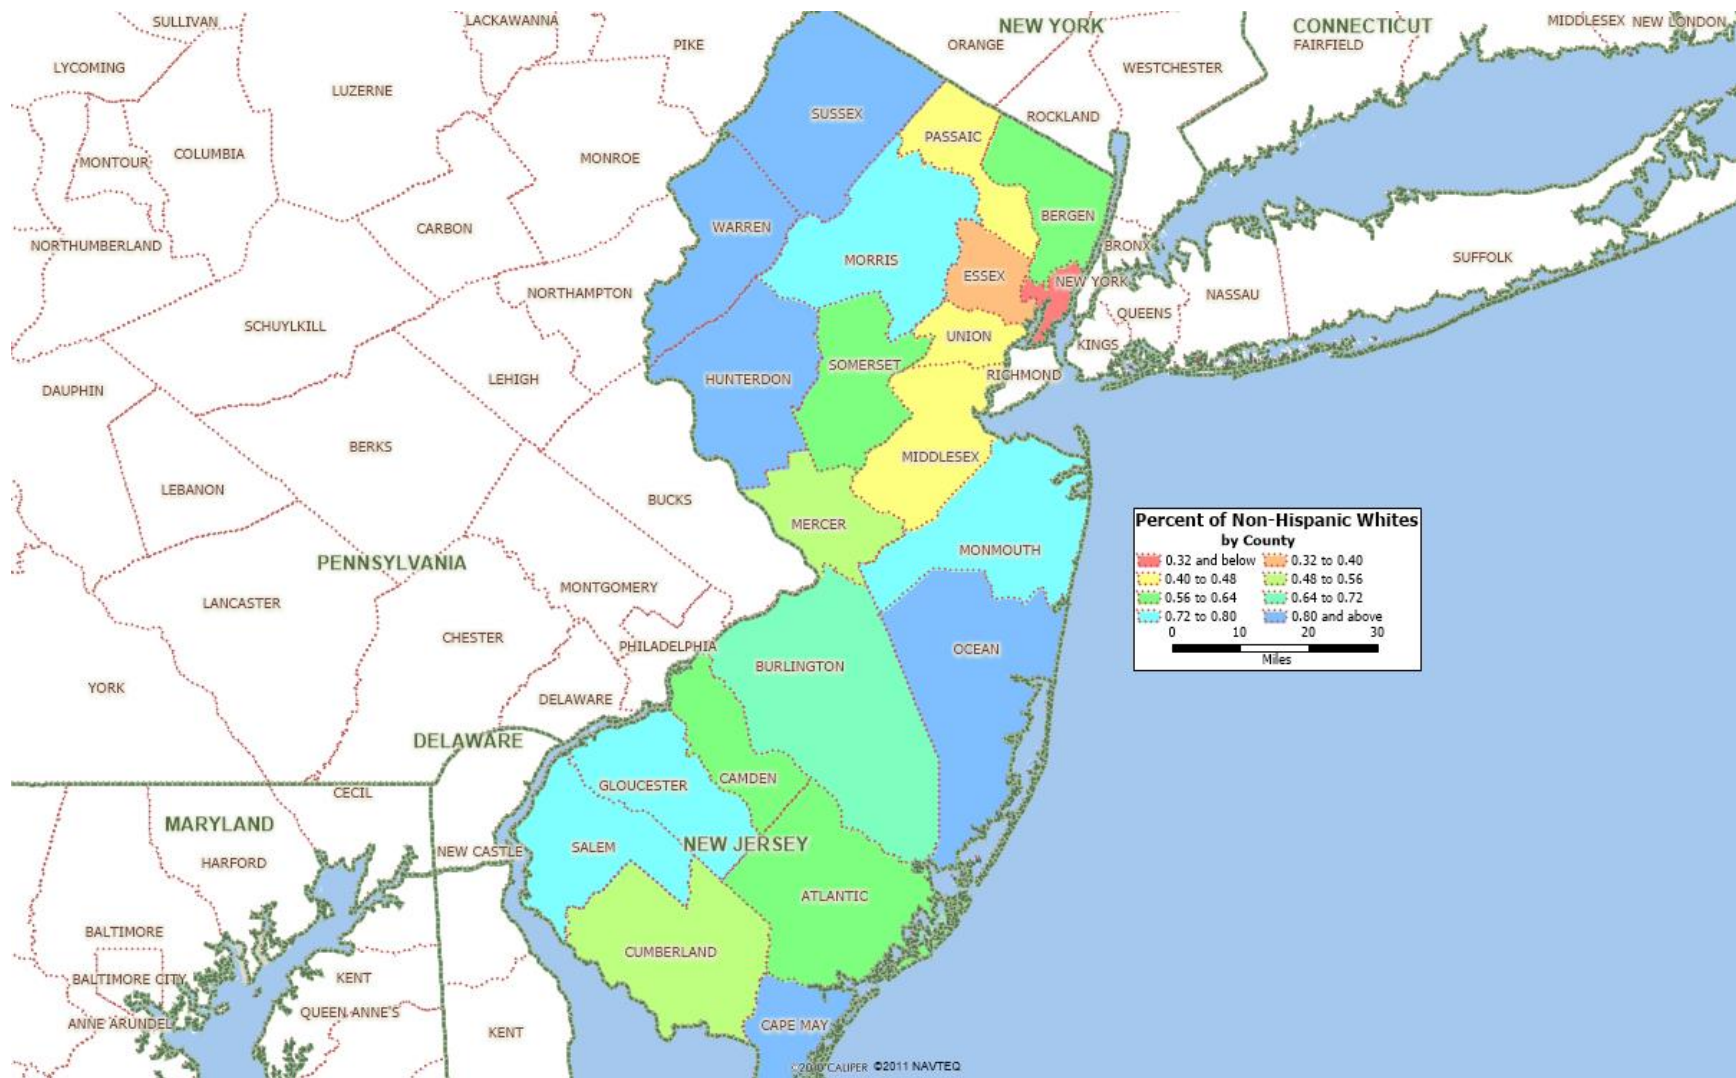 SULLIVAN
LACKAWANNA
PIKE
NEW YORK
ORANGE
CONNECTICUT
FAIRFIELD
MIDDLESEX
NEW LONDON
LYCOMING
LUZERNE
WESTCHESTER
SUSSEX
ROCKLAND
PASSAIC
MONTOUR
COLUMBIA
MONROE
BERGEN
WARREN
CARBON
NORTHUMBERLAND
BRONX
SUFFOLK
MORRIS
ESSEX
NEW YORK
NORTHAMPTON
NASSAU
QUEENS
SCHUYLKILL
UNION
KINGS
SOMERSET
RICHMOND
LEHIGH
HUNTERDON
DAUPHIN
BERKS
MIDDLESEX
LEBANON
BUCKS
MERCER
MONMOUTH
PENNSYLVANIA
MONTGOMERY
LANCASTER
CHESTER
PHILADELPHIA
OCEAN
BURLINGTON
YORK
DELAWARE
DELAWARE
CAMDEN
GLOUCESTER
CECIL
MARYLAND
NEW JERSEY
SALEM
NEW CASTLE
HARFORD
ATLANTIC
BALTIMORE
CUMBERLAND
BALTIMORE CITY
KENT
QUEEN ANNE'S
ANNE ARUNDEL
KENT
CAPE MAY
©2010 CALIPER ©2011 NAVTEQ
Percent of Non-Hispanic Whites
by County
0.32 and below 0.32 to 0.40
0.40 to 0.48 0.48 to 0.56
0.56 to 0.64 0.64 to 0.72
0.72 to 0.80 0.80 and above
0 10 20 30
Miles